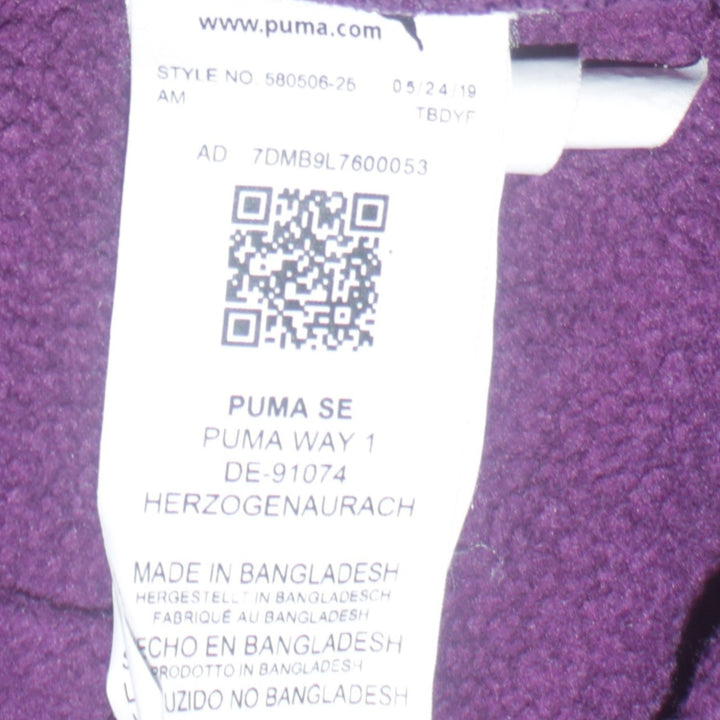 www.puma.com
STYLE NO. 580506-25 05/24/19
AM TBDYF
AD 7DMB9L7600053
PUMA SE
PUMA WAY 1
DE-91074
HERZOGENAURACH
MADE IN BANGLADESH
HERGESTELLT IN BANGLADESCH
FABRIQUÉ AU BANGLADESH
ECHO EN BANGLADESH
PRODOTTO IN BANGLADESH
UZIDO NO BANGLADESH